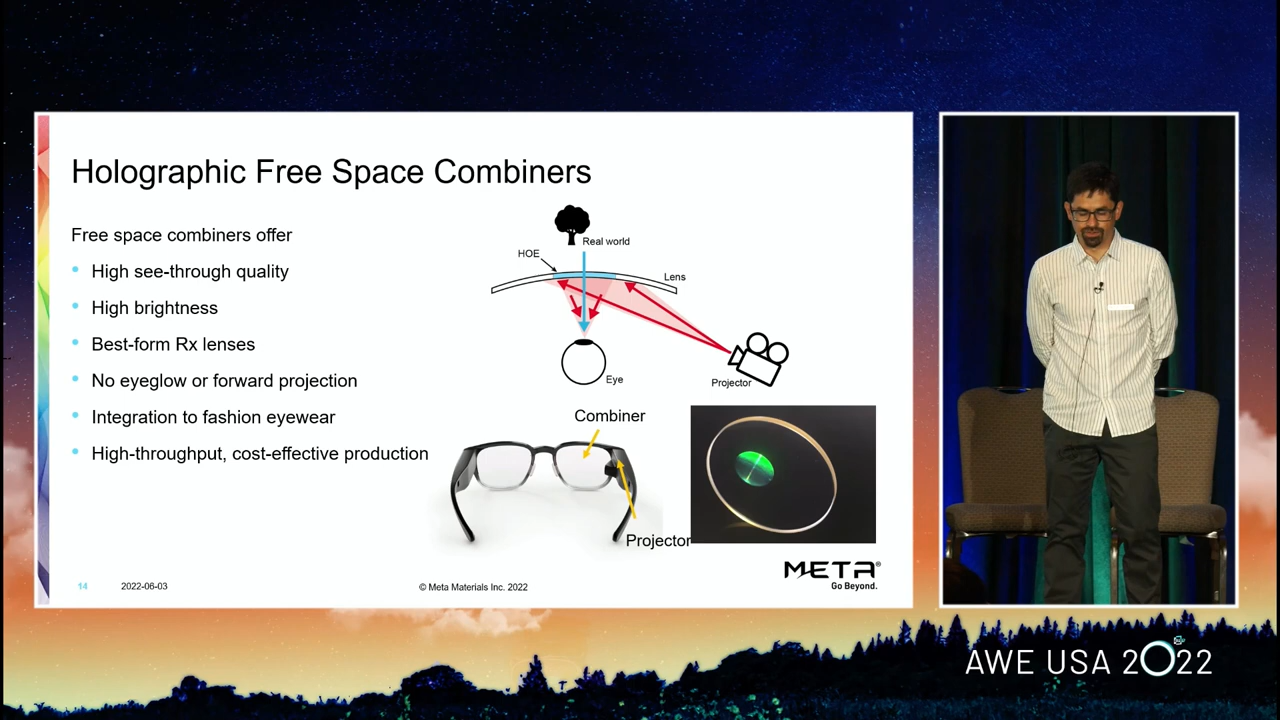 Holographic Free Space Combiners
Free space combiners offer
• High see-through quality
• High brightness
• Best-form Rx lenses
• No eyeglow or forward projection
• Integration to fashion eyewear
• High-throughput, cost-effective production
Real world
HOE
Lens
Eye
Projector
Combiner
Projector
META®
Go Beyond.
14
2022-06-03
© Meta Materials Inc. 2022
AWE USA 2022